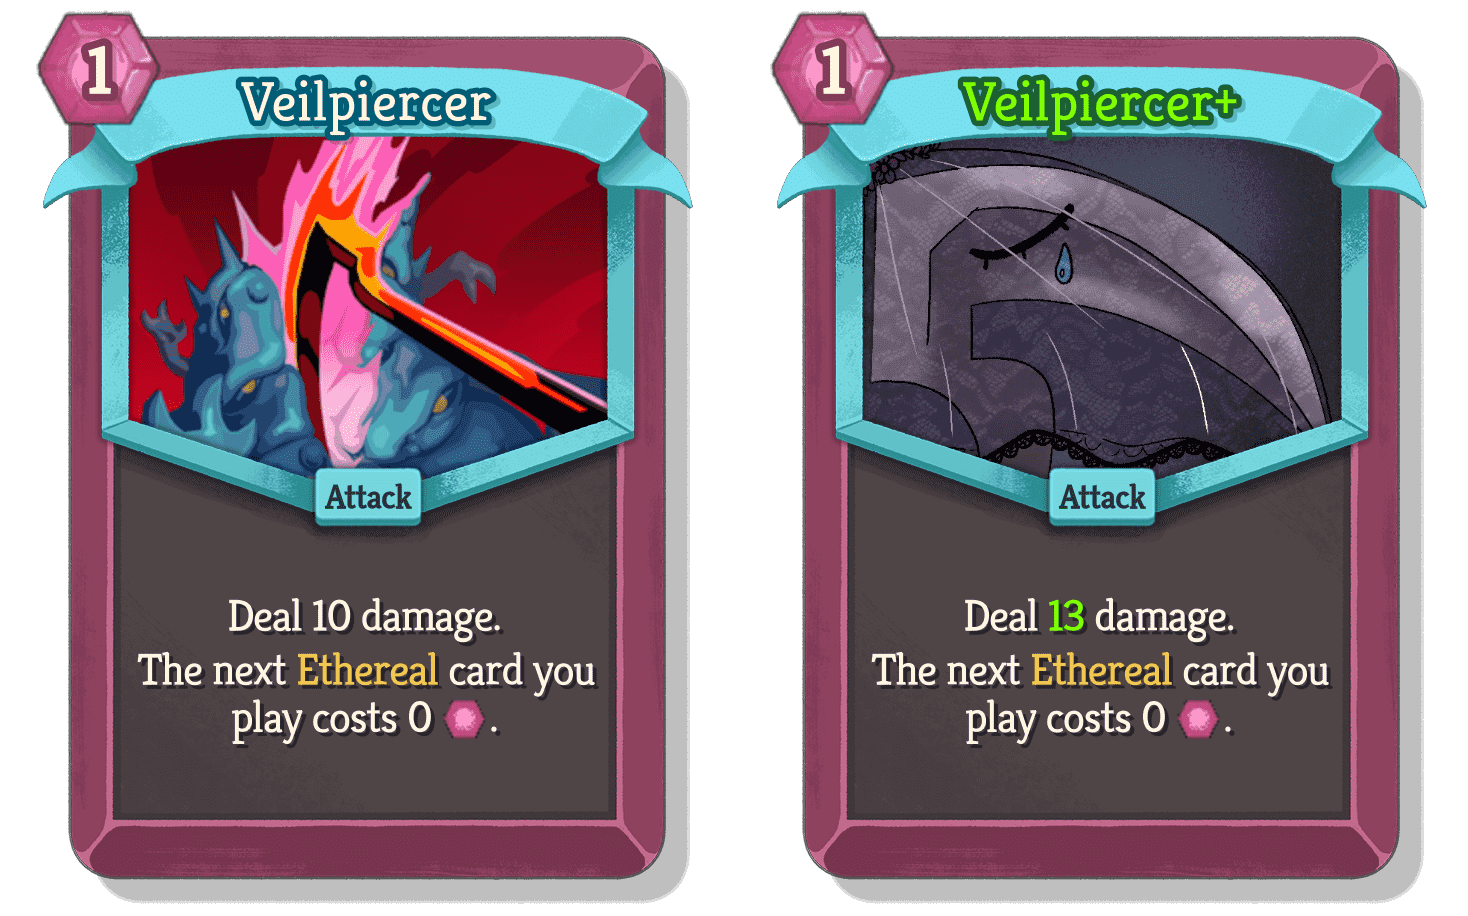 1
Veilpiercer
Attack
Deal 10 damage.
The next Ethereal card you
play costs 0 .
1
Veilpiercer+
Attack
Deal 13 damage.
The next Ethereal card you
play costs 0 .